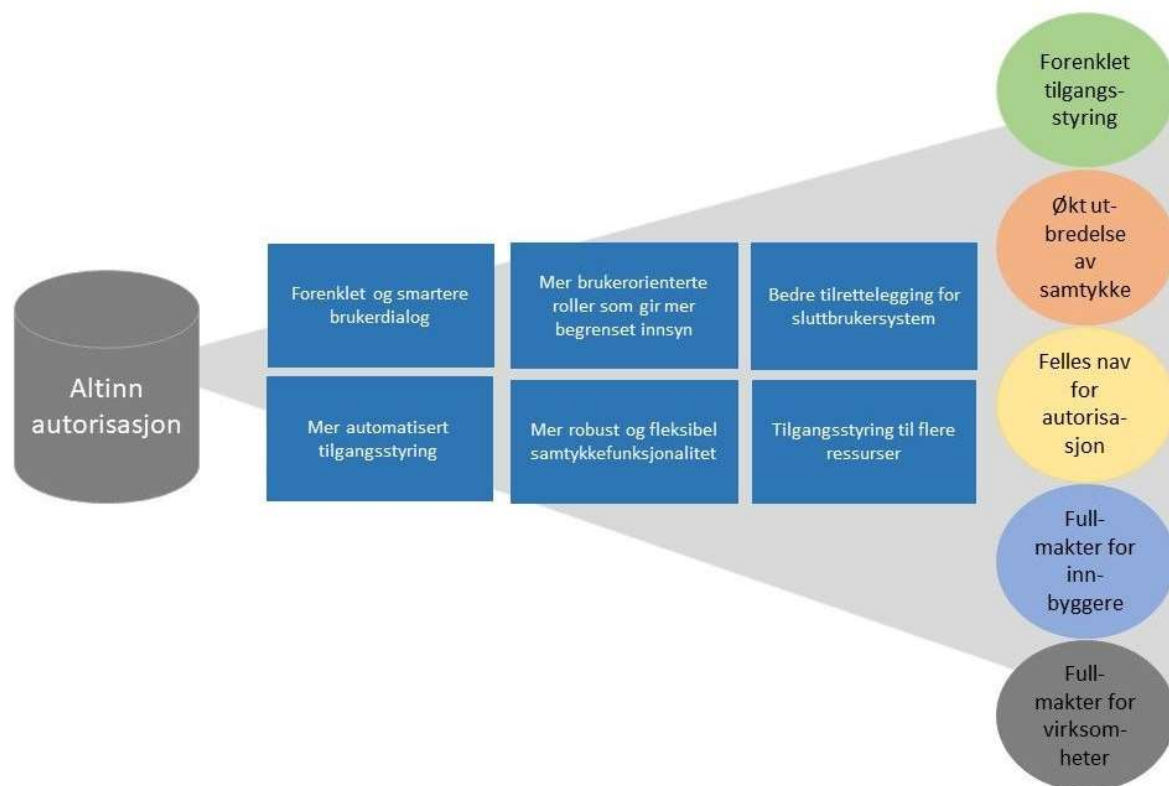 Altinn
autorisasjon
Forenklet og smartere
brukerdialog
Mer brukerorienterte
roller som gir mer
begrenset innsyn
Bedre tilrettelegging for
sluttbrukersystem
Mer automatisert
tilgangsstyring
Mer robust og fleksibel
samtykkefunksjonalitet
Tilgangsstyring til flere
ressurser
Forenklet
tilgangs-
styring
Økt ut-
bredelse
av
samtykke
Felles nav
for
autorisa-
sjon
Full-
makter for
inn-
byggere
Full-
makter for
virksom-
heter